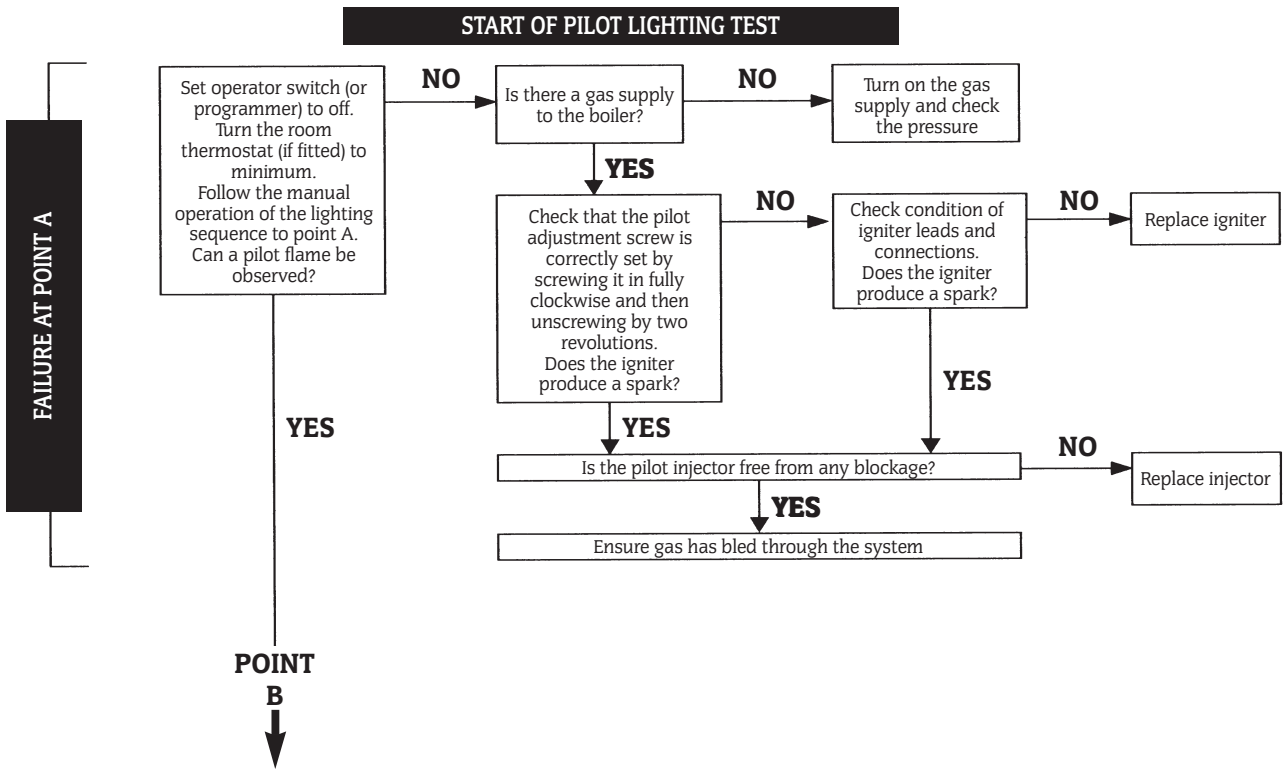 START OF PILOT LIGHTING TEST
FAILURE AT POINT A
Set operator switch (or
programmer) to off.
Turn the room
thermostat (if fitted) to
minimum.
Follow the manual
operation of the lighting
sequence to point A.
Can a pilot flame be
observed?
NO
Is there a gas supply
to the boiler?
NO
Turn on the gas
supply and check
the pressure
YES
Check that the pilot
adjustment screw is
correctly set by
screwing it in fully
clockwise and then
unscrewing by two
revolutions.
Does the igniter
produce a spark?
NO
Check condition of
igniter leads and
connections.
Does the igniter
produce a spark?
NO
Replace igniter
YES
YES
YES
Is the pilot injector free from any blockage?
NO
Replace injector
YES
Ensure gas has bled through the system
POINT
B